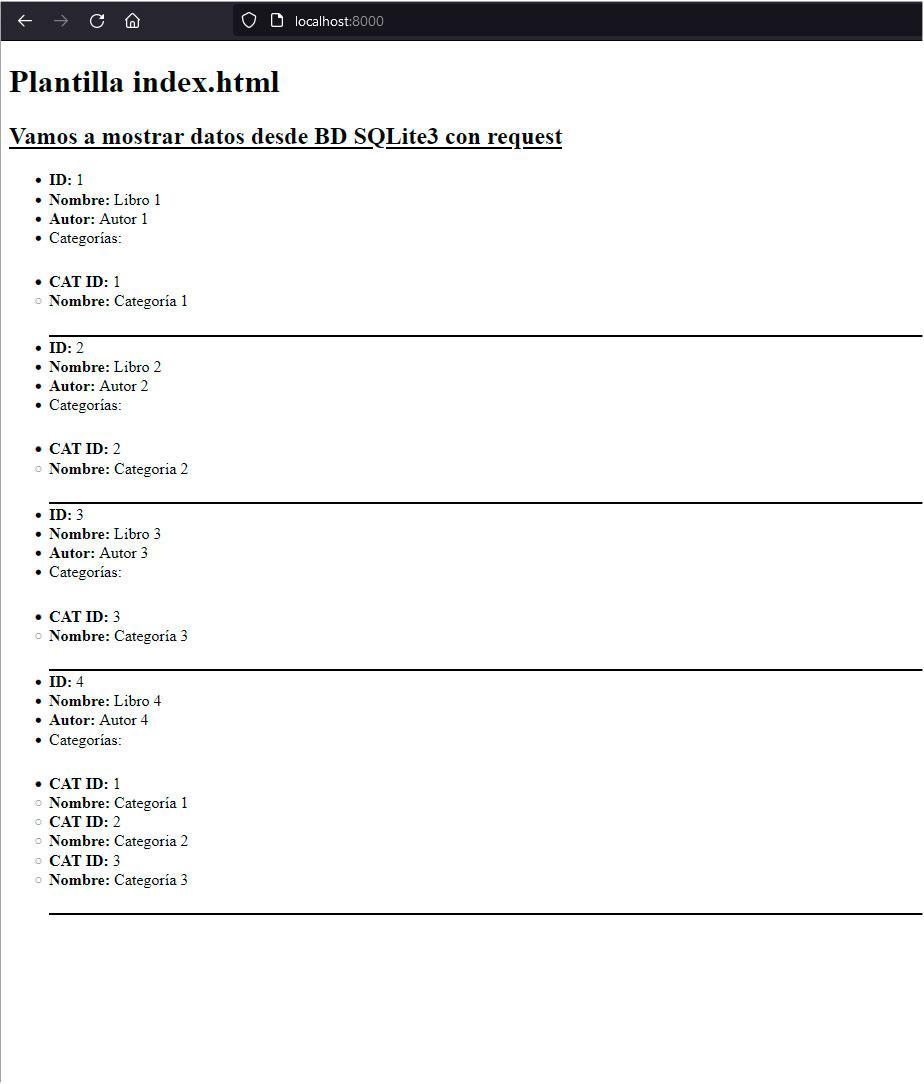 localhost:8000
Plantilla index.html
Vamos a mostrar datos desde BD SQLite3 con request
ID: 1
Nombre: Libro 1
Autor: Autor 1
Categorías:
CAT ID: 1
Nombre: Categoría 1
ID: 2
Nombre: Libro 2
Autor: Autor 2
Categorías:
CAT ID: 2
Nombre: Categoria 2
ID: 3
Nombre: Libro 3
Autor: Autor 3
Categorías:
CAT ID: 3
Nombre: Categoría 3
ID: 4
Nombre: Libro 4
Autor: Autor 4
Categorías:
CAT ID: 1
Nombre: Categoría 1
CAT ID: 2
Nombre: Categoria 2
CAT ID: 3
Nombre: Categoría 3